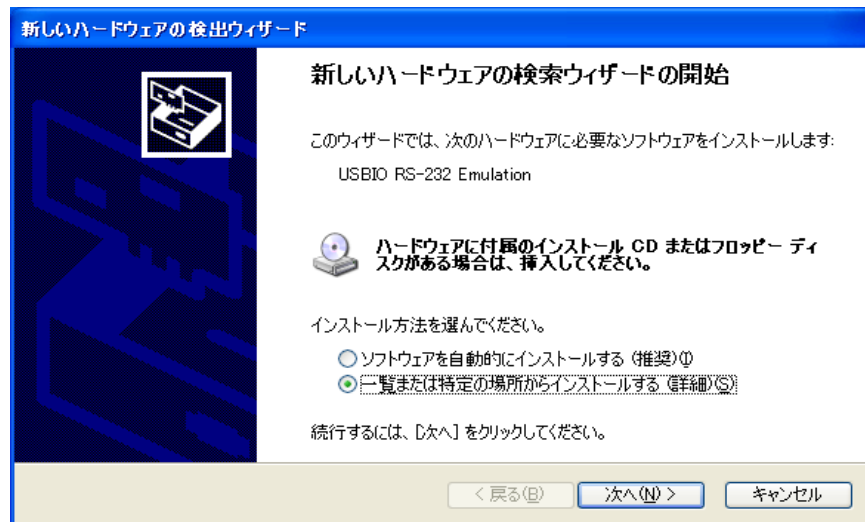 新しいハードウェアの検出ウィザード
新しいハードウェアの検索ウィザードの開始
このウィザードでは、次のハードウェアに必要なソフトウェアをインストールします:
USBIO RS-232 Emulation
ハードウェアに付属のインストール CD またはフロッピー ディ
スクがある場合は、挿入してください。
インストール方法を選んでください。
ソフトウェアを自動的にインストールする (推奨)(I)
一覧または特定の場所からインストールする (詳細)(S)
続行するには、[次へ] をクリックしてください。
< 戻る(B) 次へ(N) > キャンセル